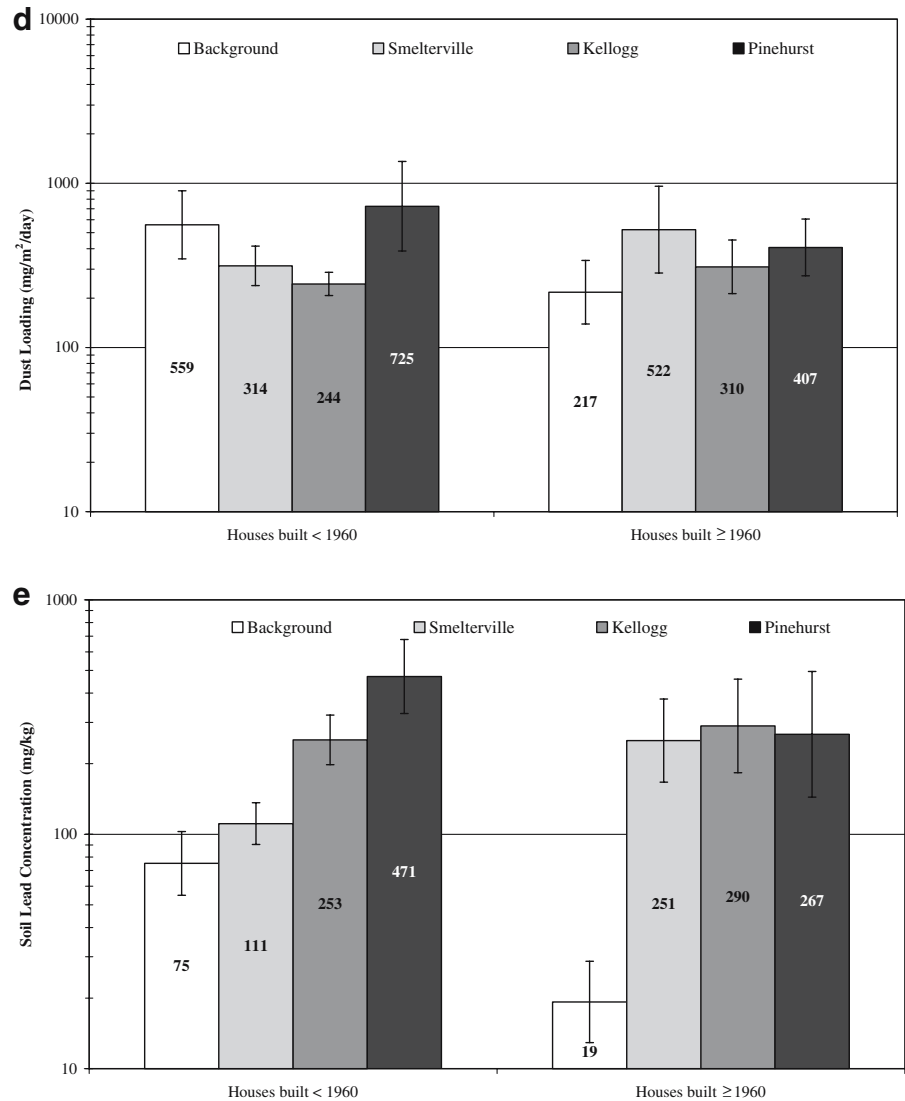 d
10000
Background Smelterville Kellogg Pinehurst
1000
Dust Loading (mg/m²/day)
100
559 314 244 725 217 522 310 407
10
Houses built < 1960 Houses built ≥ 1960
e
1000
Background Smelterville Kellogg Pinehurst
Soil Lead Concentration (mg/kg)
100
75 111 253 471 19 251 290 267
10
Houses built < 1960 Houses built ≥1960